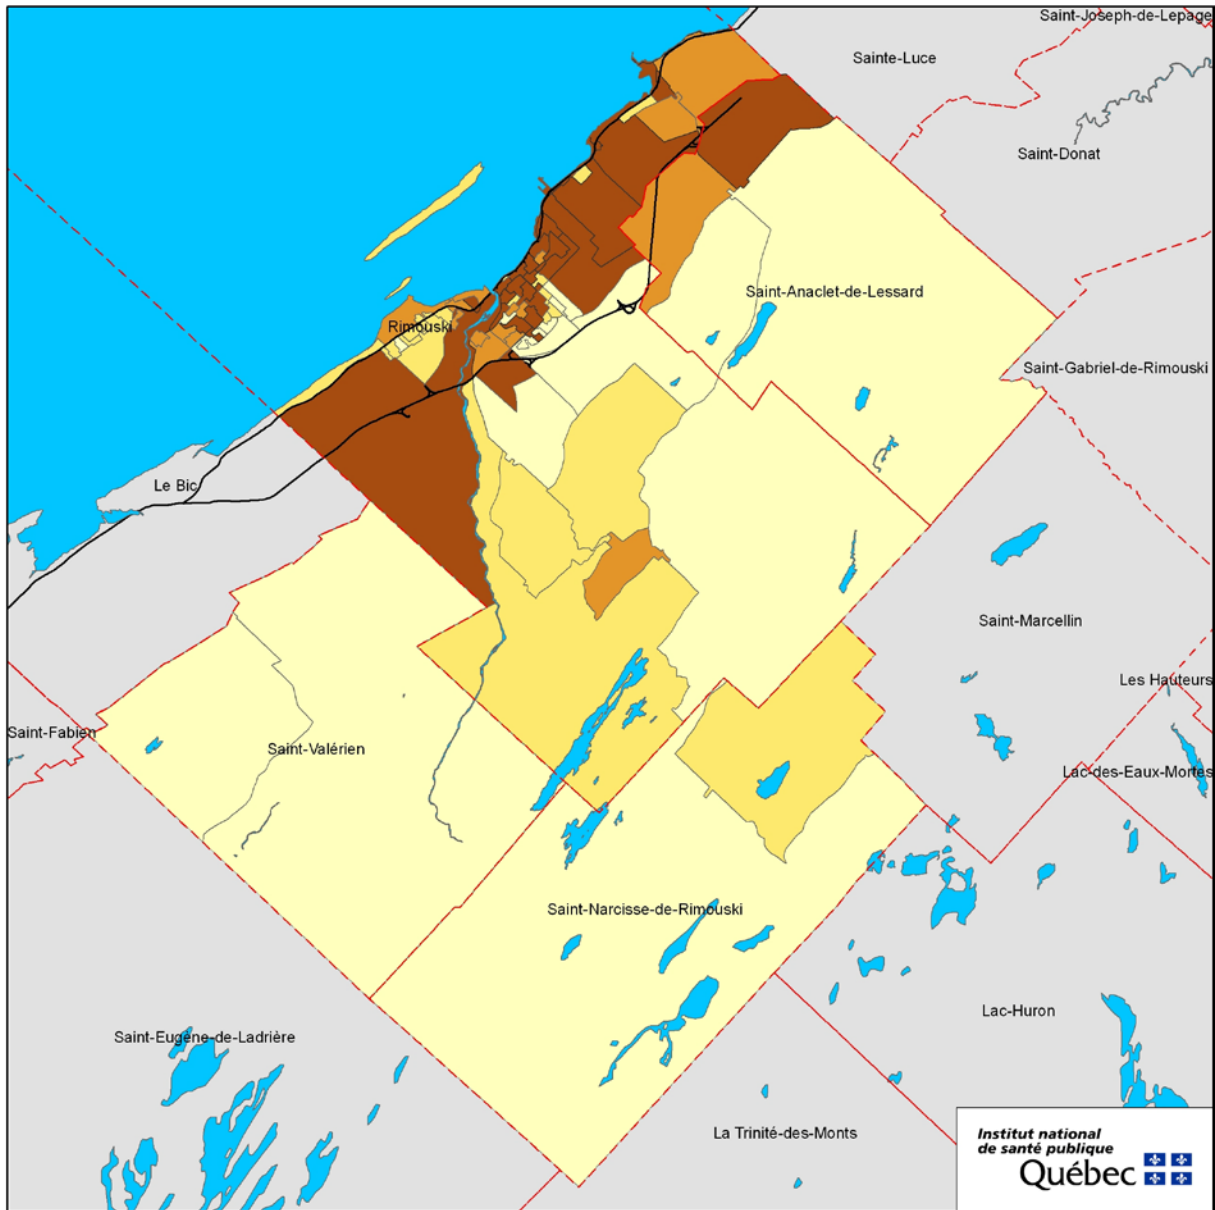 Saint-Joseph-de-Lepage
Sainte-Luce
Saint-Donat
Saint-Anaclet-de-Lessard
Rimouski
Saint-Gabriel-de-Rimouski
Le Bic
Saint-Marcellin
Les Hauteurs
Saint-Fabien
Saint-Valérien
Lac-des-Eaux-Mortes
Saint-Narcisse-de-Rimouski
Lac-Huron
Saint-Eugène-de-Ladrière
La Trinité-des-Monts
Institut national
de santé publique
Québec